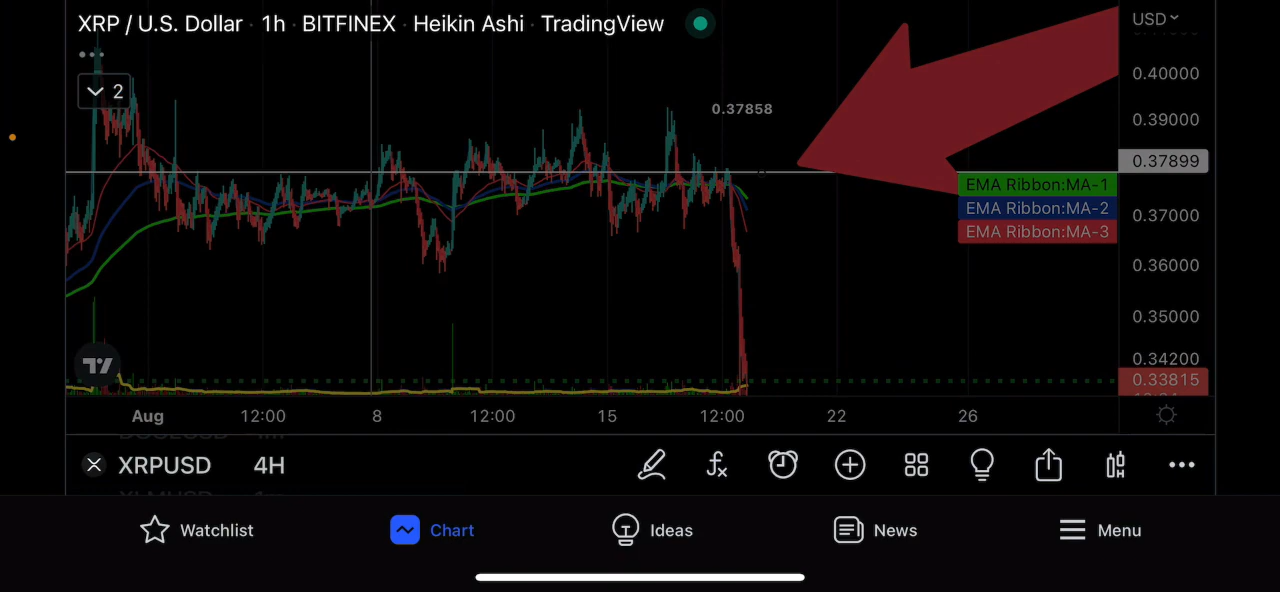 XRP / U.S. Dollar · 1h · BITFINEX · Heikin Ashi · TradingView
USD
0.40000
2
0.37858
0.39000
0.37899
EMA Ribbon:MA-1
EMA Ribbon:MA-2
0.37000
EMA Ribbon:MA-3
0.36000
0.35000
0.34200
0.33815
Aug 12:00 8 12:00 15 12:00 22 26
XRPUSD 4H
Watchlist Chart Ideas News Menu